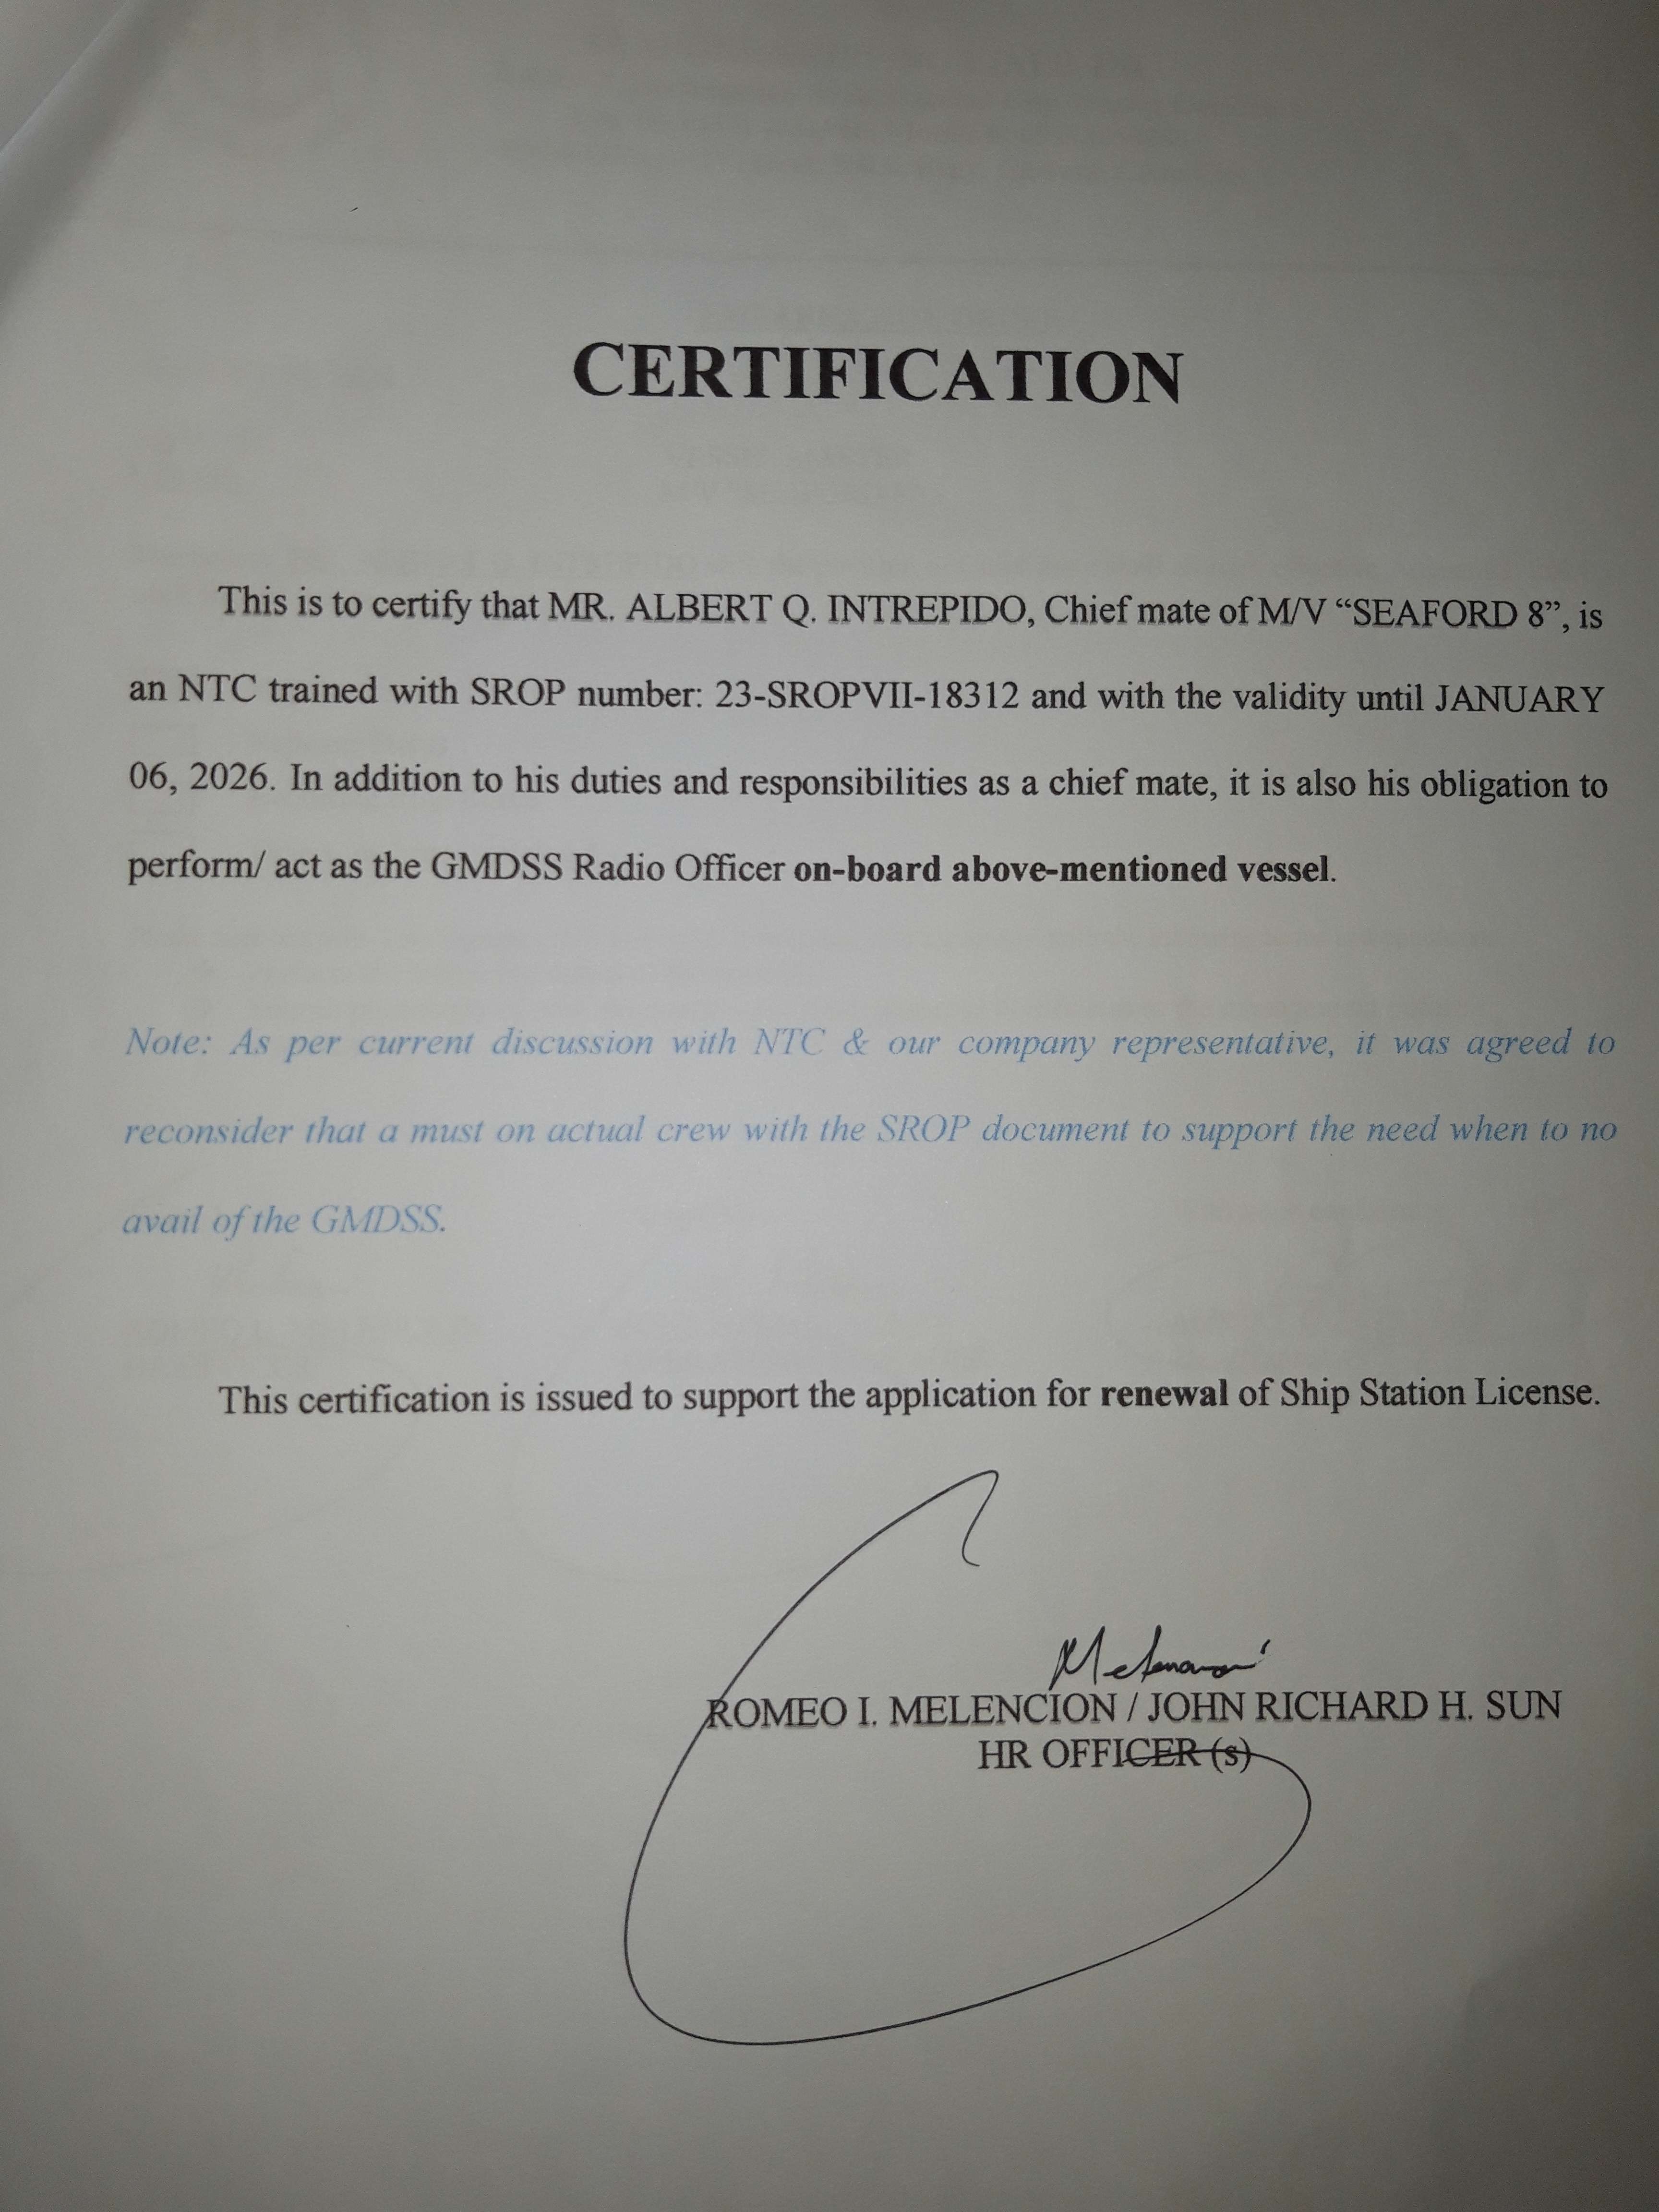 CERTIFICATION
This is to certify that MR. ALBERT Q. INTREPIDO, Chief mate of M/V “SEAFORD 8”, is
an NTC trained with SROP number: 23-SROPVII-18312 and with the validity until JANUARY
06, 2026. In addition to his duties and responsibilities as a chief mate, it is also his obligation to
perform/ act as the GMDSS Radio Officer on-board above-mentioned vessel.
Note: As per current discussion with NTC & our company representative, it was agreed to
reconsider that a must on actual crew with the SROP document to support the need when to no
avail of the GMDSS.
This certification is issued to support the application for renewal of Ship Station License.
ROMEO I. MELENCION / JOHN RICHARD H. SUN
HR OFFICER (s)